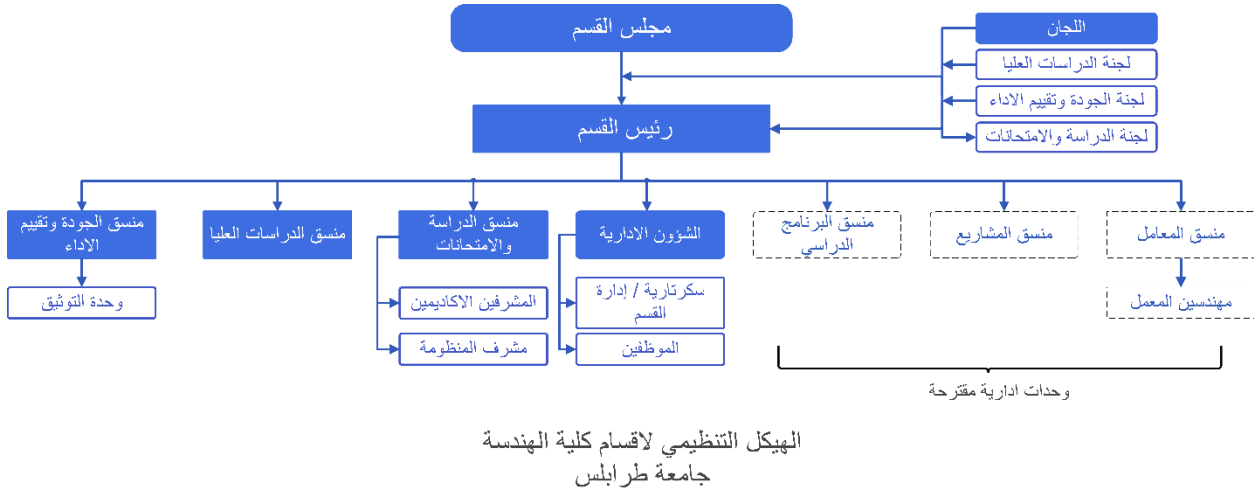 مجلس القسم
اللجان
لجنة الدراسات العليا
لجنة الجودة وتقييم الاداء
لجنة الدراسة والامتحانات
رئيس القسم
منسق المعامل
منسق المشاريع
منسق البرنامج
الدراسي
الشؤون الادارية
منسق الدراسة
والامتحانات
منسق الدراسات العليا
منسق الجودة وتقييم
الاداء
مهندسين المعمل
سكرتارية / إدارة
القسم
الموظفين
المشرفين الاكاديمين
مشرف المنظومة
وحدة التوثيق
وحدات ادارية مقترحة
الهيكل التنظيمي لاقسام كلية الهندسة
جامعة طرابلس